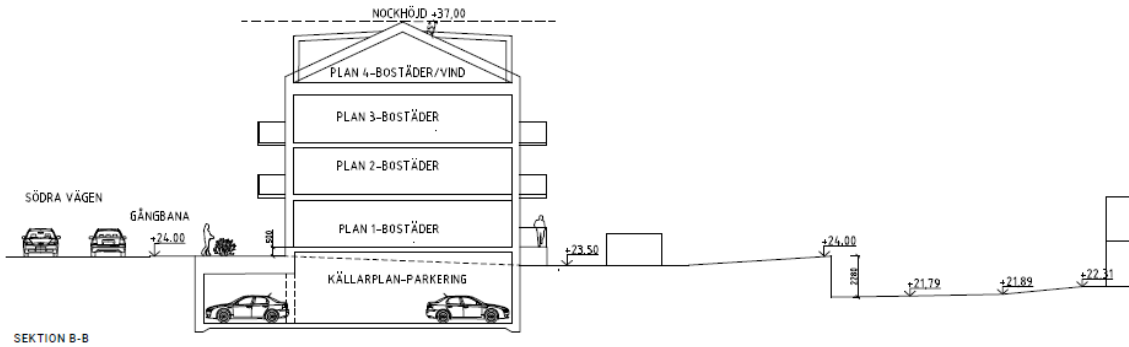 NOCKHÖJD +37,00
PLAN 4-BOSTÄDER/VIND
PLAN 3-BOSTÄDER
PLAN 2-BOSTÄDER
SÖDRA VÄGEN
GÅNGBANA
+24.00
500
PLAN 1-BOSTÄDER
+23.50
+24.00
KÄLLARPLAN-PARKERING
2280
+21.79
+21.89
+22.31
SEKTION B-B